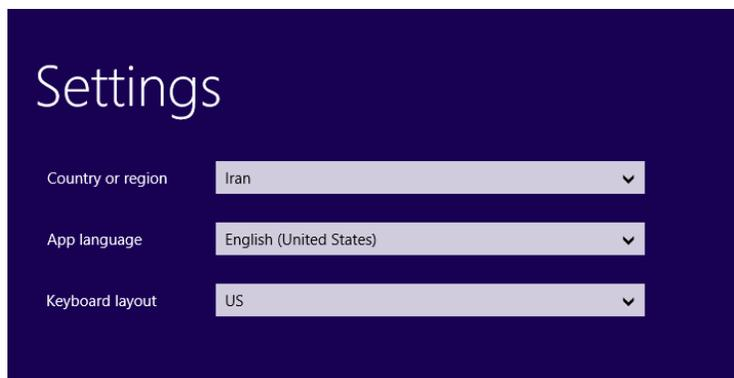 Settings
Country or region Iran
App language English (United States)
Keyboard layout US